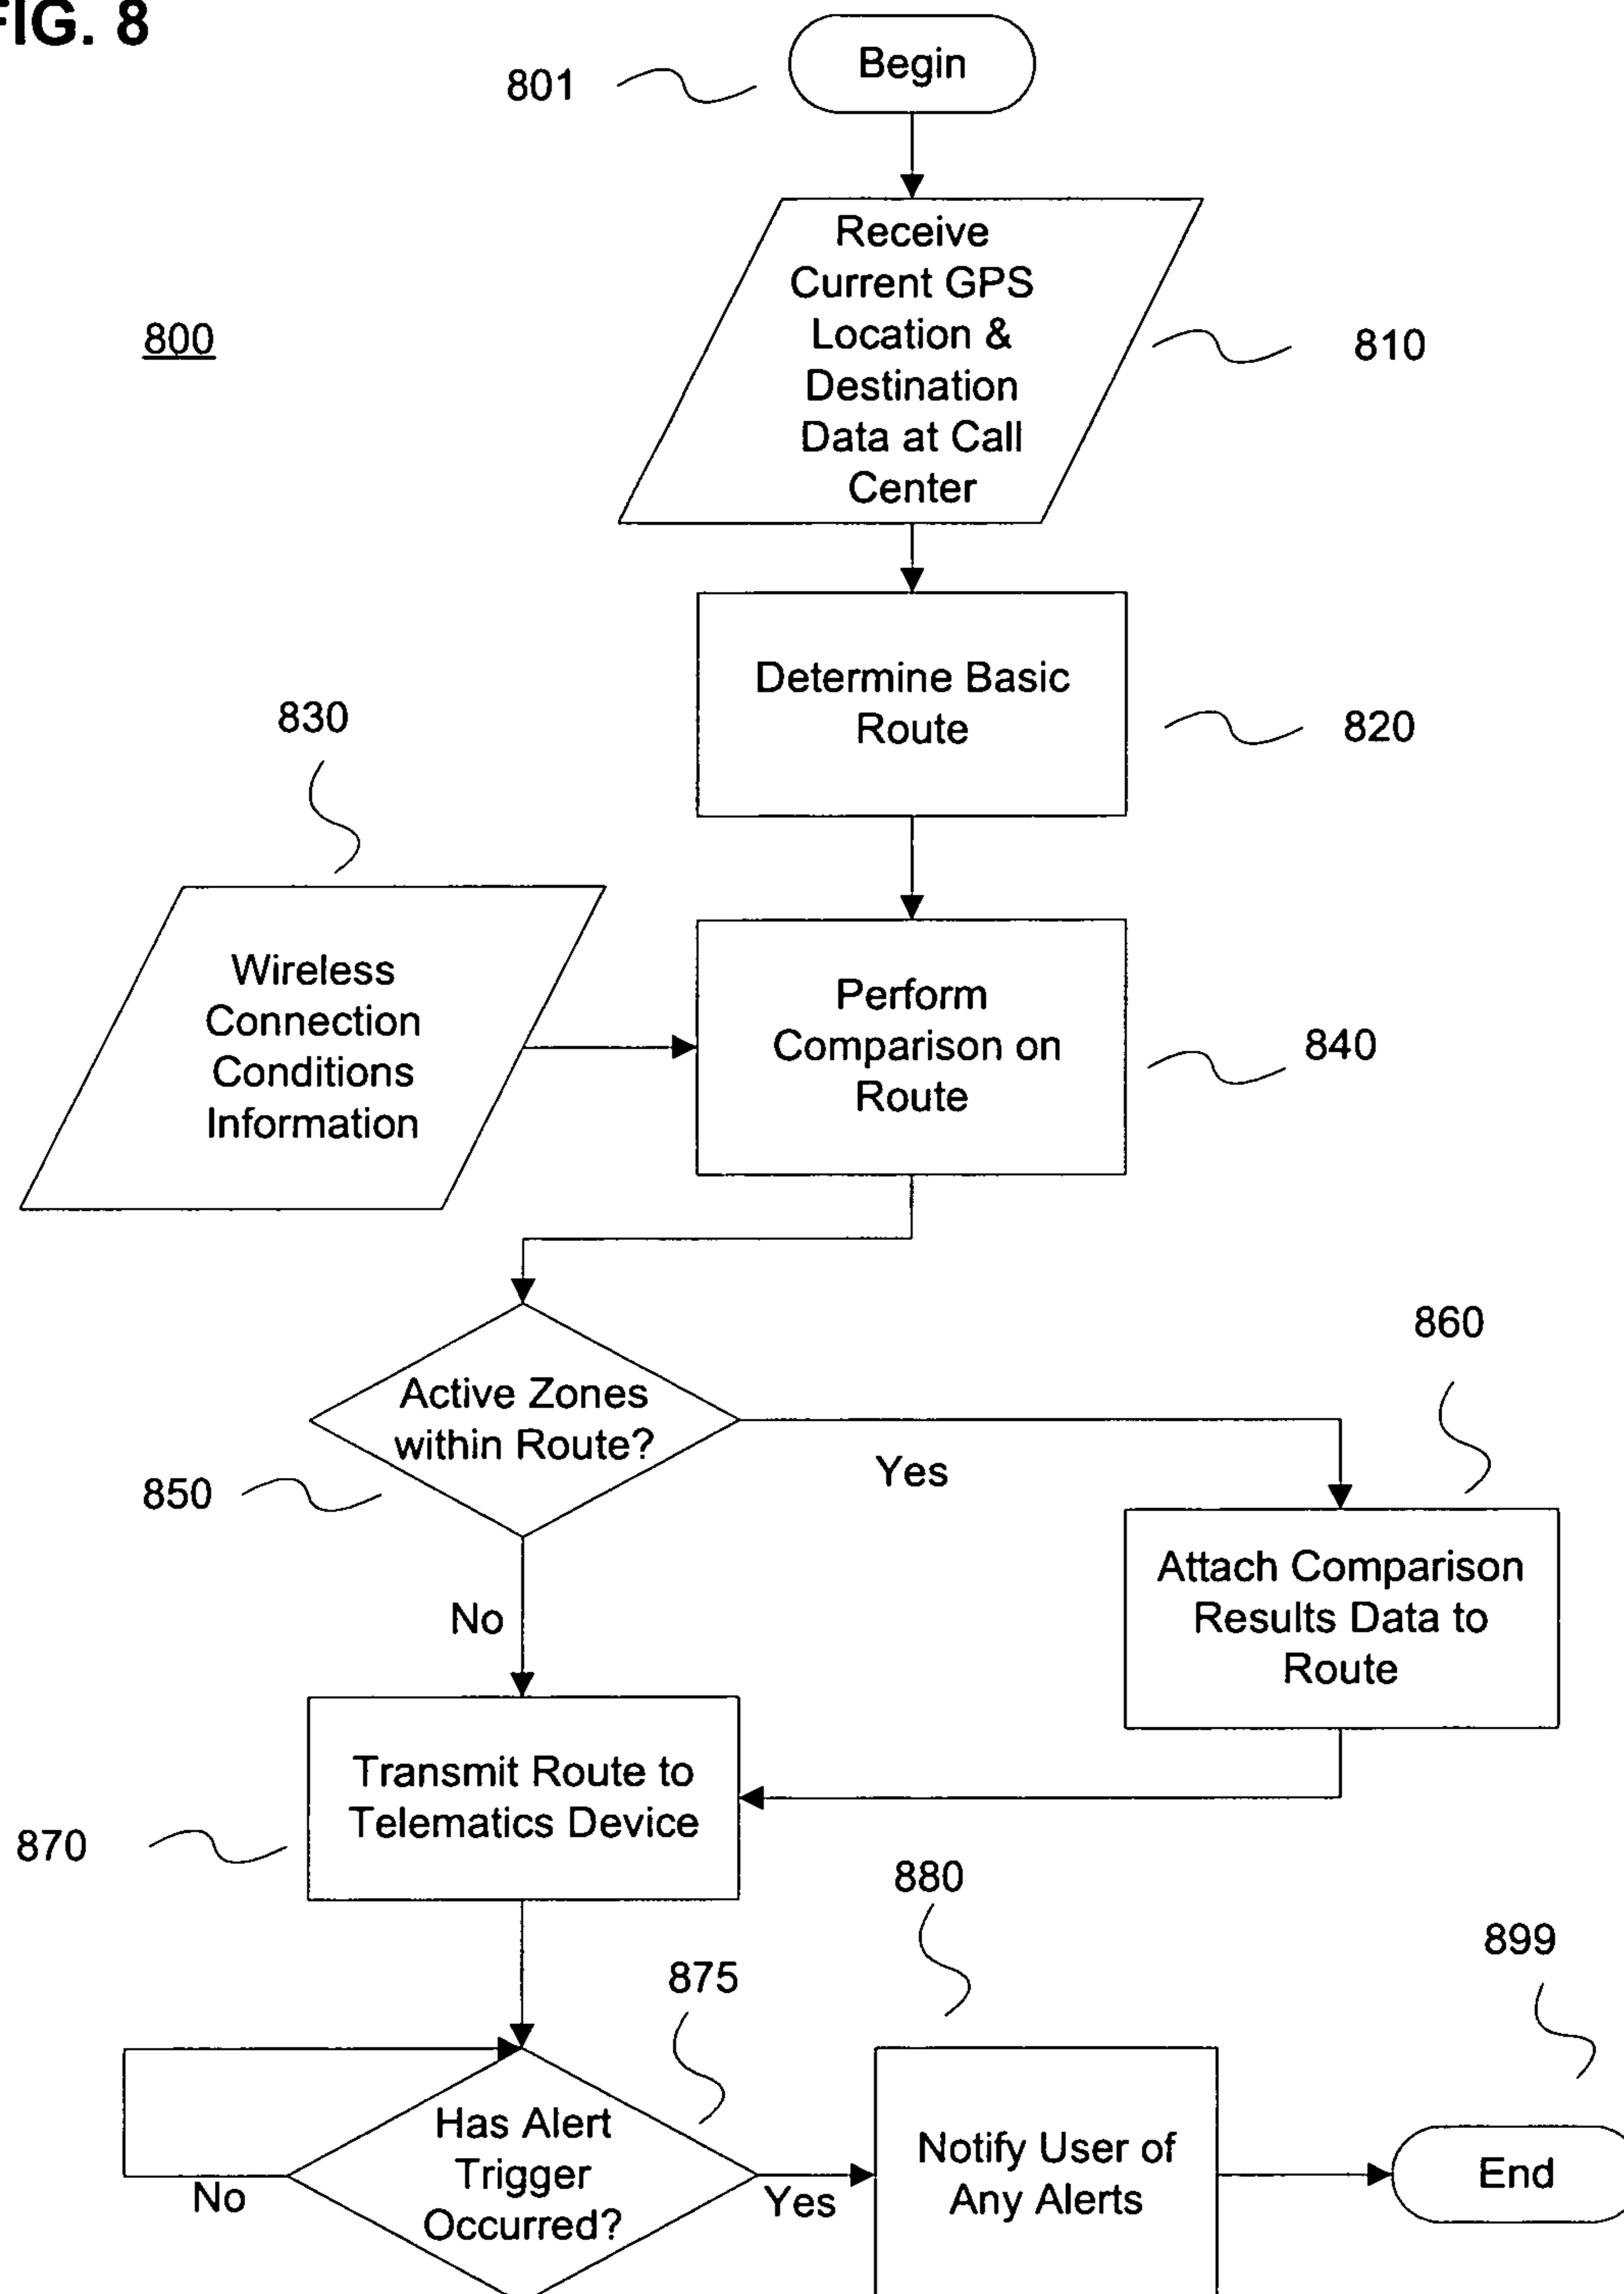 FIG. 8
Begin
801
Receive
Current GPS
Location &
Destination
Data at Call
Center
800
810
Determine Basic
Route
820
830
Wireless
Connection
Conditions
Information
Perform
Comparison on
Route
840
Active Zones
within Route?
850
Yes
860
No
Attach Comparison
Results Data to
Route
Transmit Route to
Telematics Device
870
880
899
875
Has Alert
Trigger
Occurred?
No
Yes
Notify User of
Any Alerts
End